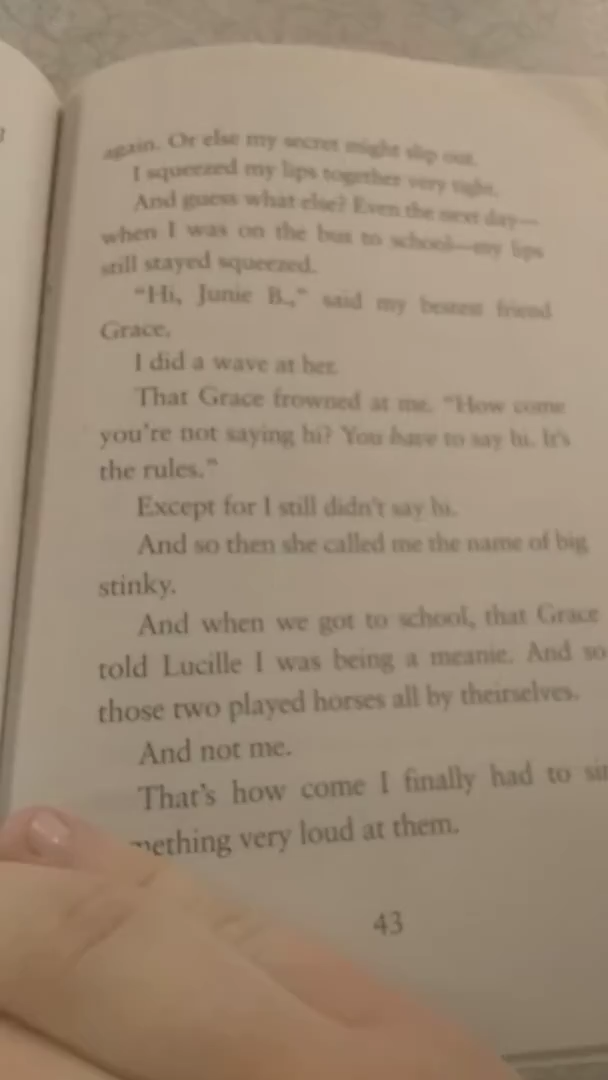 again. Or else my secret might slip out.
I squeezed my lips together very tight.
And guess what else? Even the next day—
when I was on the bus to school—my lips
still stayed squeezed.
"Hi, Junie B.," said my bestest friend
Grace.
I did a wave at her.
That Grace frowned at me. "How come
you're not saying hi? You have to say hi. It's
the rules."
Except for I still didn't say hi.
And so then she called me the name of big
stinky.
And when we got to school, that Grace
told Lucille I was being a meanie. And so
those two played horses all by theirselves.
And not me.
That's how come I finally had to
very loud at them.
43